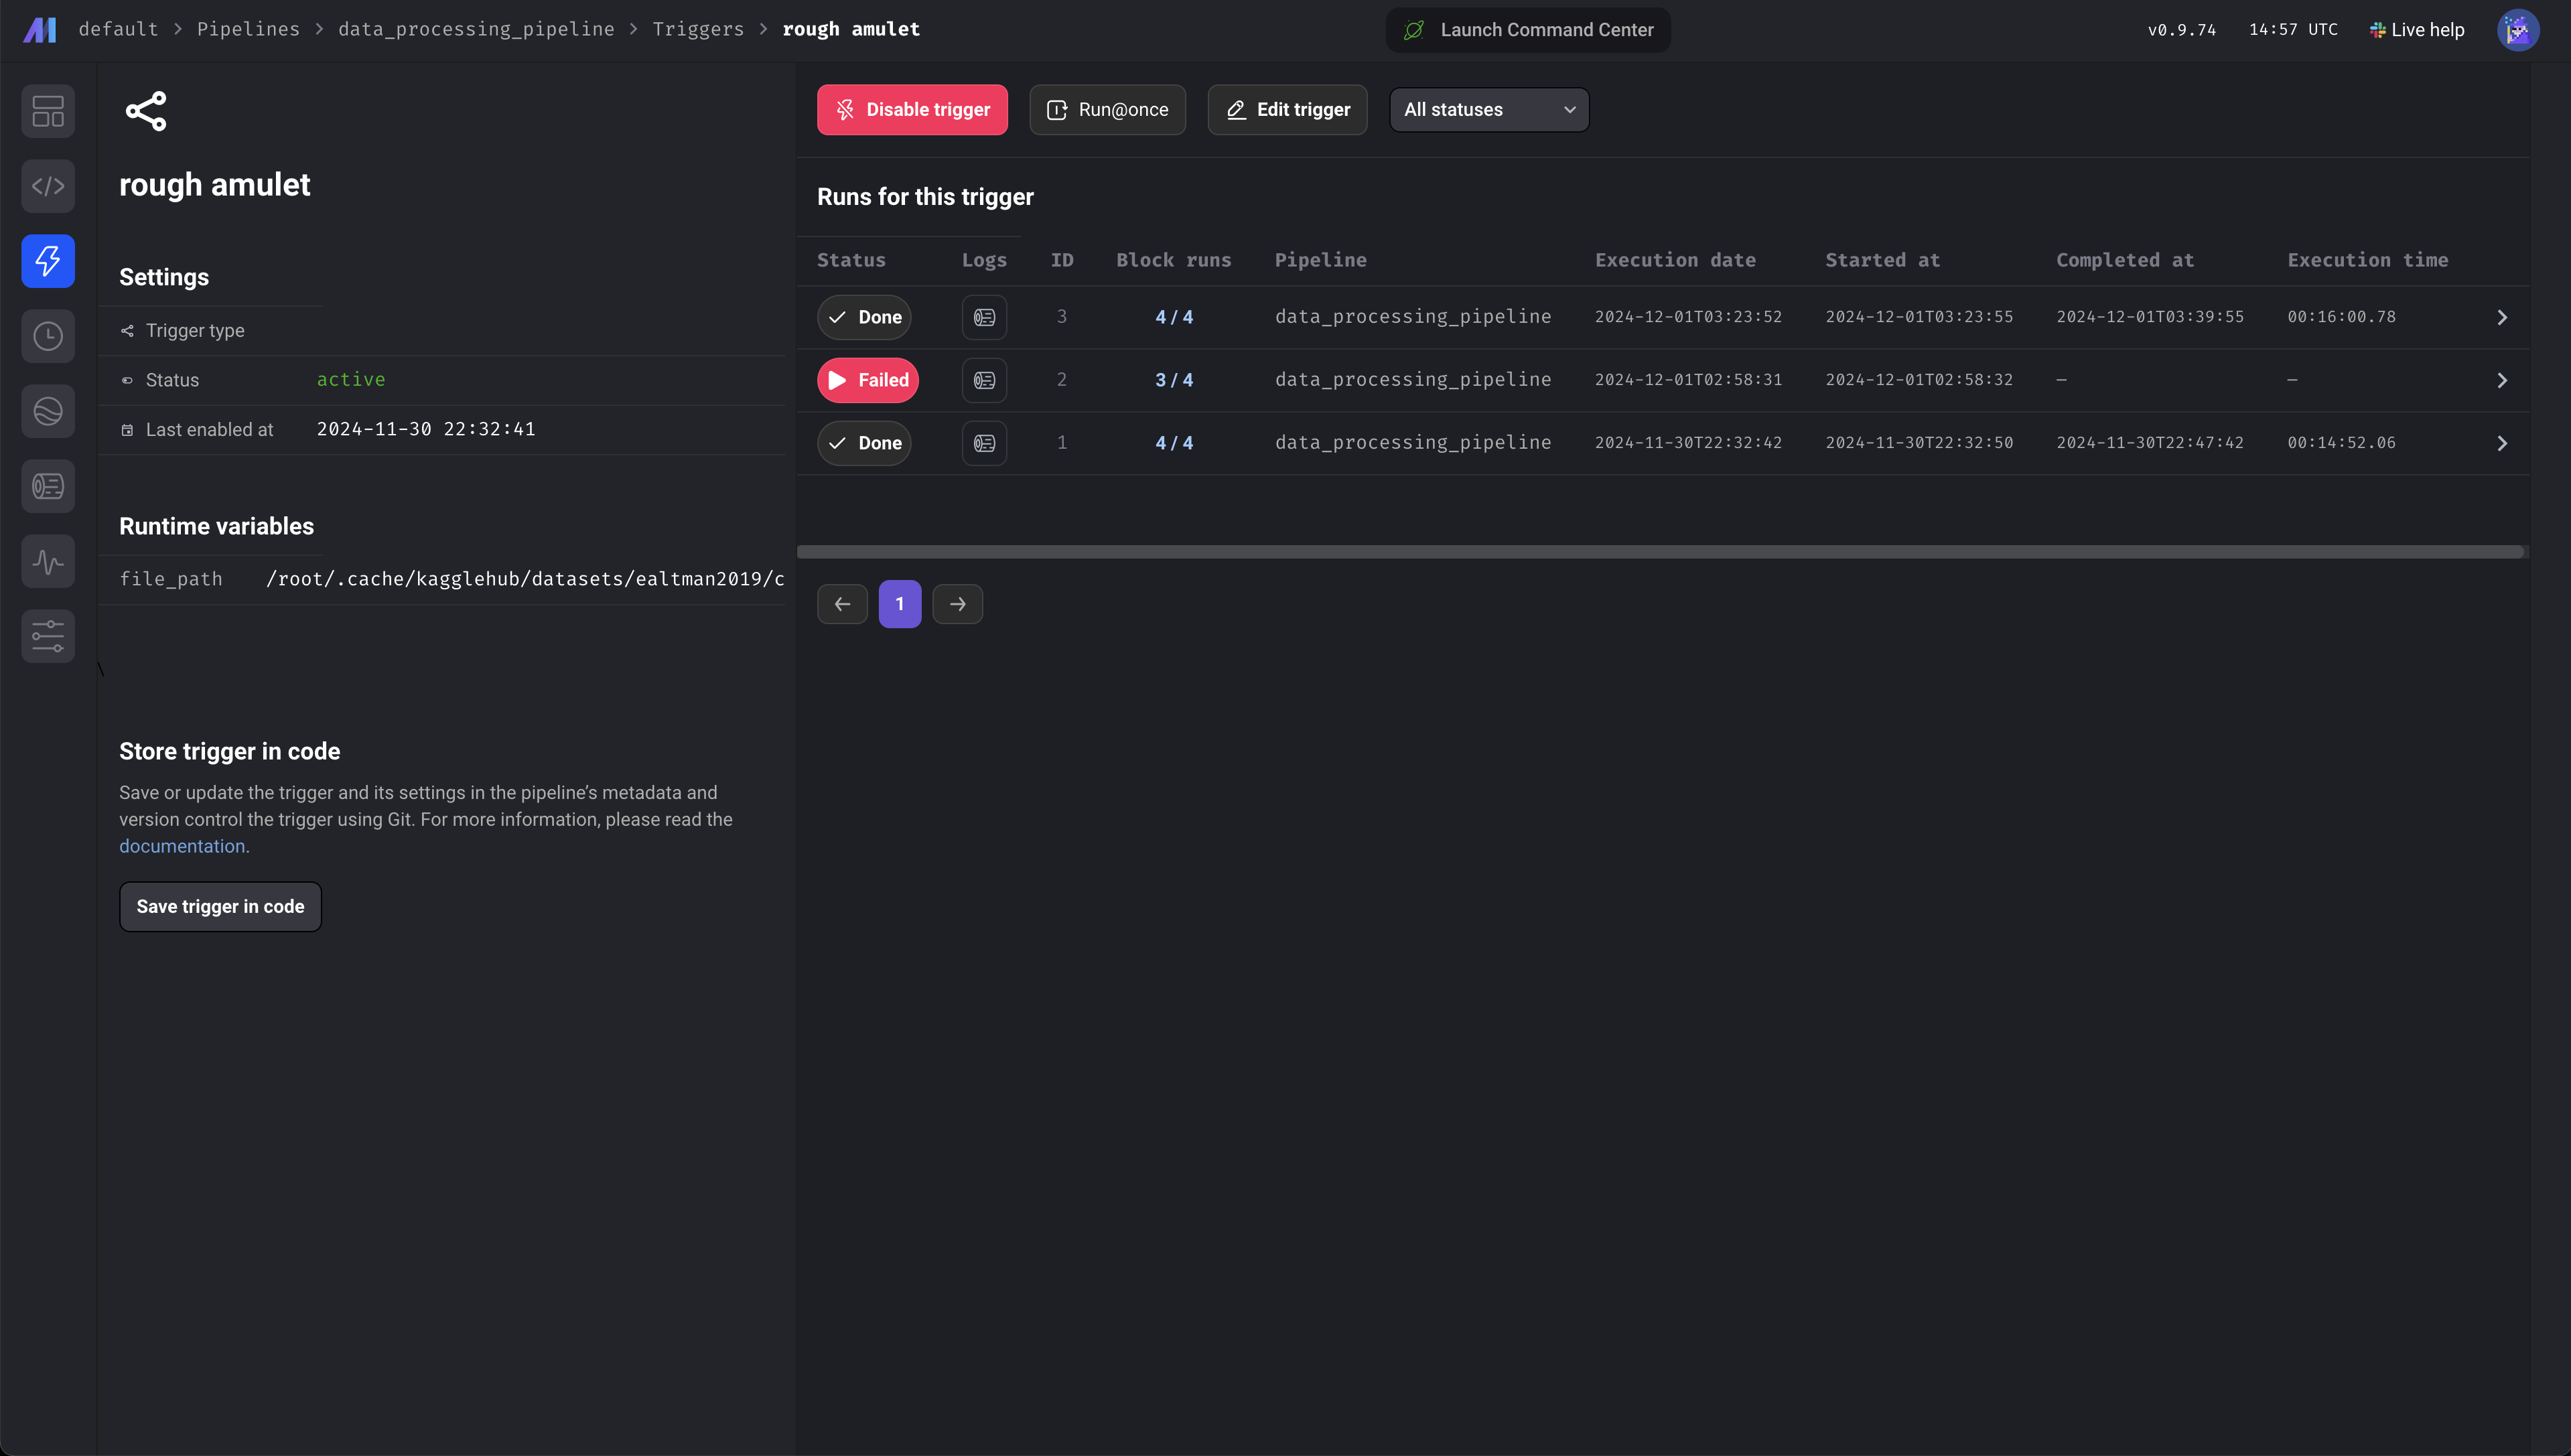 default > Pipelines > data_processing_pipeline > Triggers > rough amulet
Launch Command Center
v0.9.74 14:57 UTC Live help
rough amulet
Settings
Trigger type
Status active
Last enabled at 2024-11-30 22:32:41
Runtime variables
file_path /root/.cache/kagglehub/datasets/ealtman2019/c
\
Store trigger in code
Save or update the trigger and its settings in the pipeline’s metadata and
version control the trigger using Git. For more information, please read the
documentation.
Save trigger in code
Disable trigger Run@once Edit trigger All statuses
Runs for this trigger
Status Logs ID Block runs Pipeline Execution date Started at Completed at Execution time
Done 3 4 / 4 data_processing_pipeline 2024-12-01T03:23:52 2024-12-01T03:23:55 2024-12-01T03:39:55 00:16:00.78
Failed 2 3 / 4 data_processing_pipeline 2024-12-01T02:58:31 2024-12-01T02:58:32 — —
Done 1 4 / 4 data_processing_pipeline 2024-11-30T22:32:42 2024-11-30T22:32:50 2024-11-30T22:47:42 00:14:52.06
1